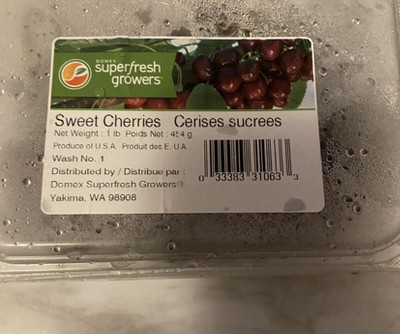 DOMEX
superfresh
growers
Sweet Cherries Cerises sucrees
Net Weight : 1 lb Poids Net : 454 g
Produce of U.S.A. Produit des E.-U.A.
Wash No. 1
Distributed by / Distribue par :
Domex Superfresh Growers®
Yakima, WA 98908
0 33383 31063 3